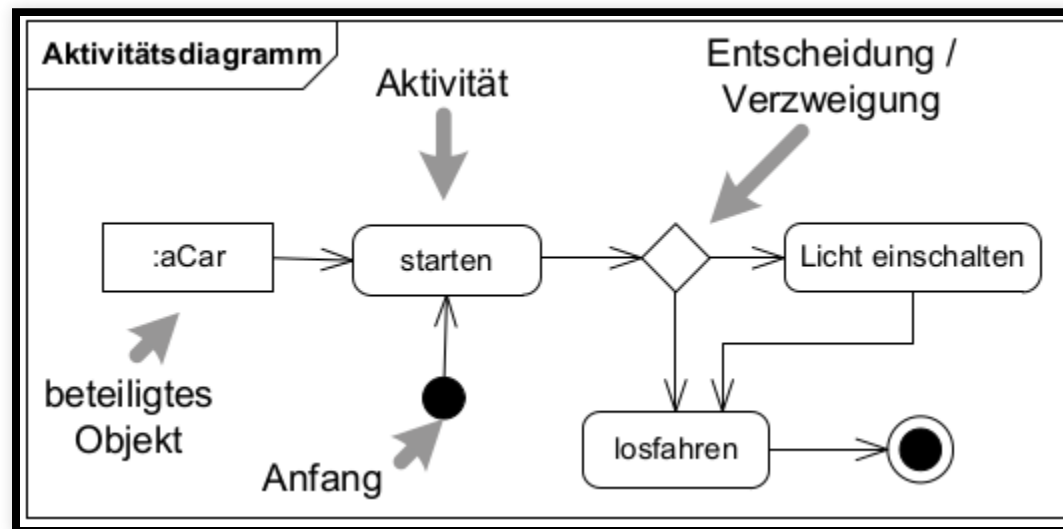 Aktivitätsdiagramm
Aktivität
Entscheidung /
Verzweigung
:aCar
starten
Licht einschalten
beteiligtes
Objekt
Anfang
losfahren